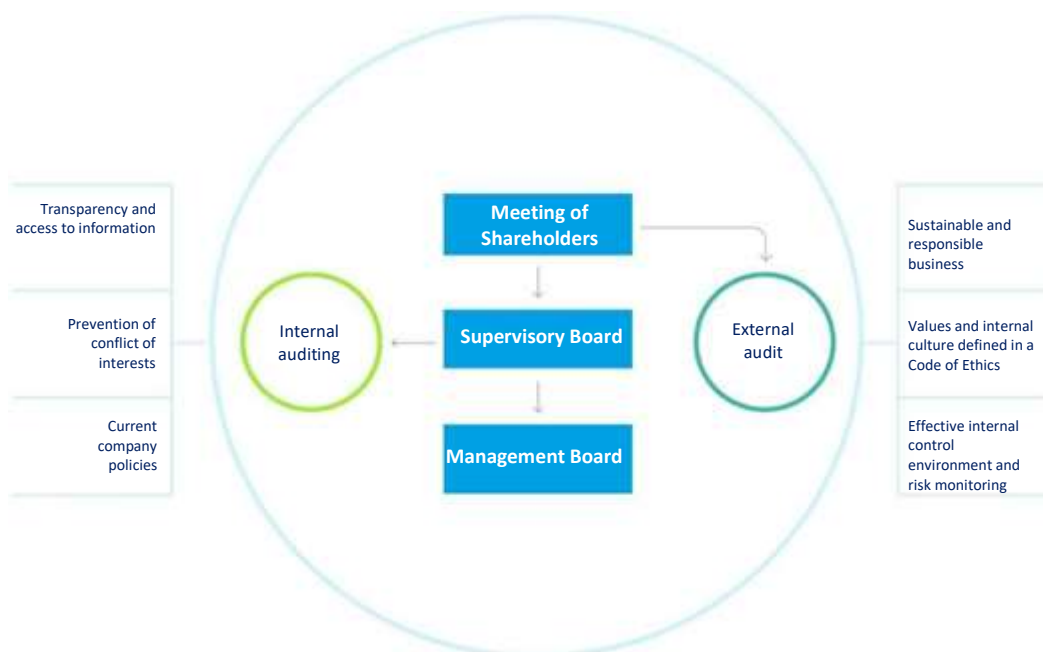 Transparency and
access to information
Prevention of
conflict of
interests
Current
company
policies
Internal
auditing
Meeting of
Shareholders
Supervisory Board
Management Board
External
audit
Sustainable and
responsible
business
Values and internal
culture defined in a
Code of Ethics
Effective internal
control
environment and
risk monitoring